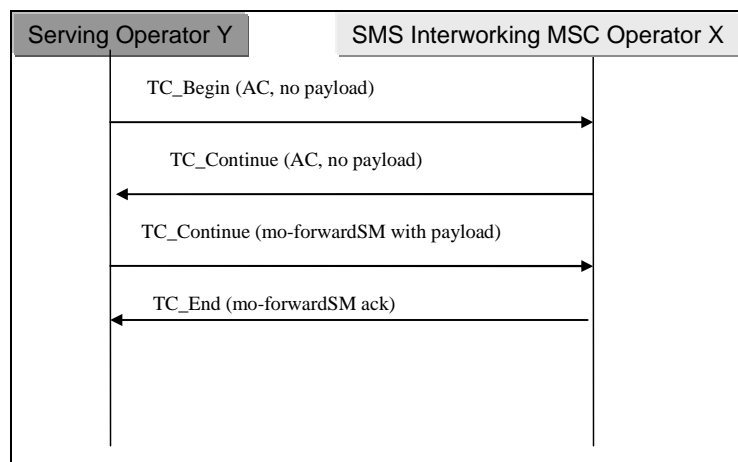 Serving Operator Y
SMS Interworking MSC Operator X
TC_Begin (AC, no payload)
TC_Continue (AC, no payload)
TC_Continue (mo-forwardSM with payload)
TC_End (mo-forwardSM ack)